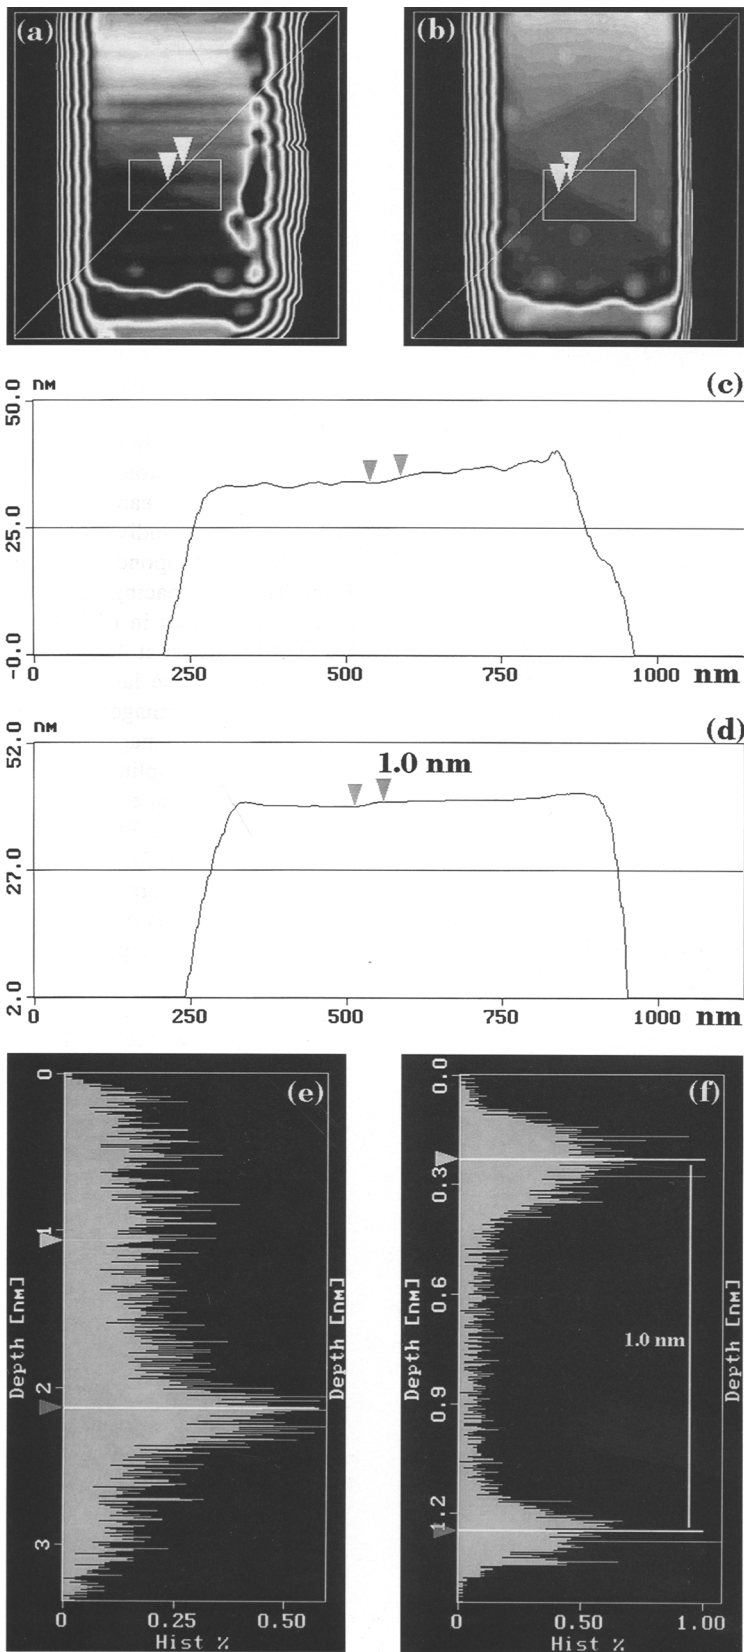 (a)
(b)
50.0 nm (c)
25.0
-0.0
0 250 500 750 1000 nm
52.0 nm (d)
1.0 nm
27.0
2.0
0 250 500 750 1000 nm
(e)
0
1
2
3
Depth [nm]
Depth [nm]
0 0.25 0.50
Hist %
(f)
0.0
0.3
0.6
0.9
1.2
Depth [nm]
1.0 nm
0 0.50 1.00
Hist %